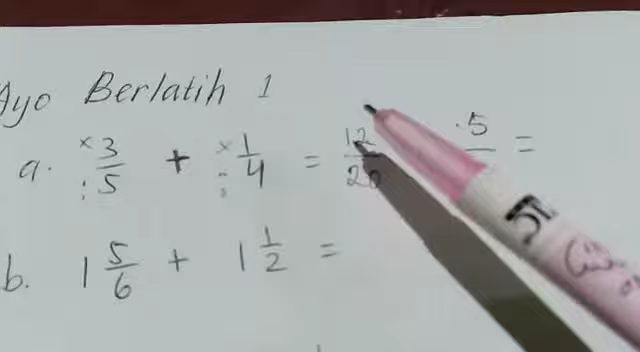 Ayo Berlatih 1
a. × 3/5 : + × 1/4 : = 12/20 5 =
b. 1 5/6 + 1 1/2 =